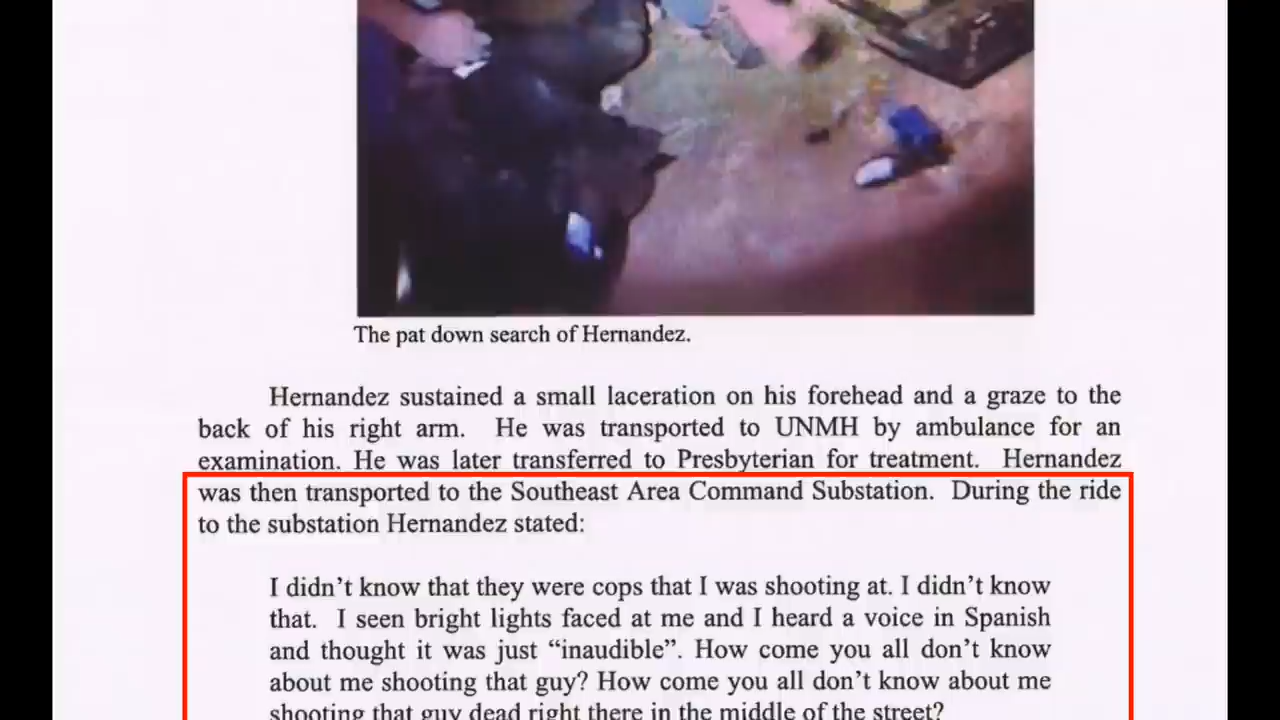 The pat down search of Hernandez.
Hernandez sustained a small laceration on his forehead and a graze to the
back of his right arm. He was transported to UNMH by ambulance for an
examination. He was later transferred to Presbyterian for treatment. Hernandez
was then transported to the Southeast Area Command Substation. During the ride
to the substation Hernandez stated:
I didn't know that they were cops that I was shooting at. I didn't know
that. I seen bright lights faced at me and I heard a voice in Spanish
and thought it was just “inaudible”. How come you all don't know
about me shooting that guy? How come you all don't know about me
shooting that guy dead right there in the middle of the street?